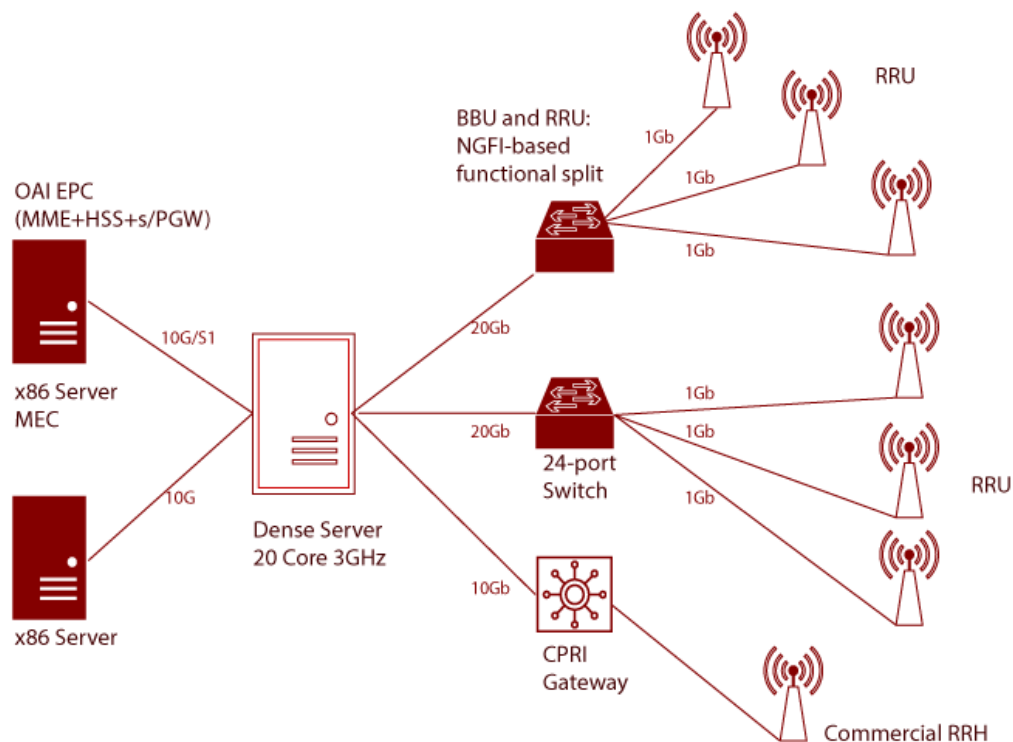 RRU
BBU and RRU:
NGFI-based
functional split
1Gb
1Gb
1Gb
OAI EPC
(MME+HSS+s/PGW)
10G/S1
20Gb
x86 Server
MEC
20Gb
1Gb
1Gb
1Gb
24-port
Switch
RRU
10G
Dense Server
20 Core 3GHz
10Gb
x86 Server
CPRI
Gateway
Commercial RRH